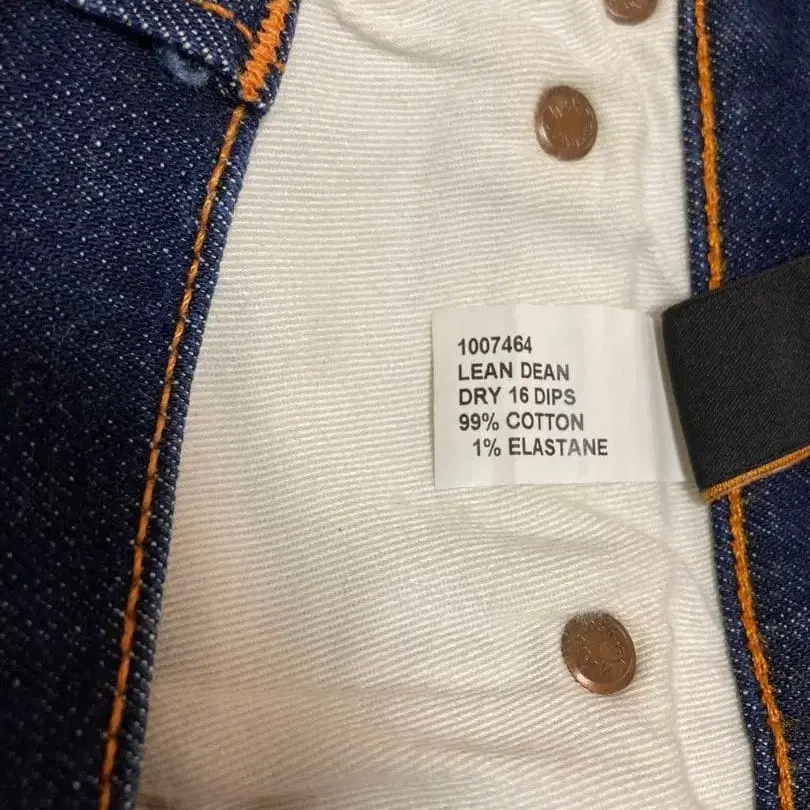 1007464
LEAN DEAN
DRY 16 DIPS
99% COTTON
1% ELASTANE